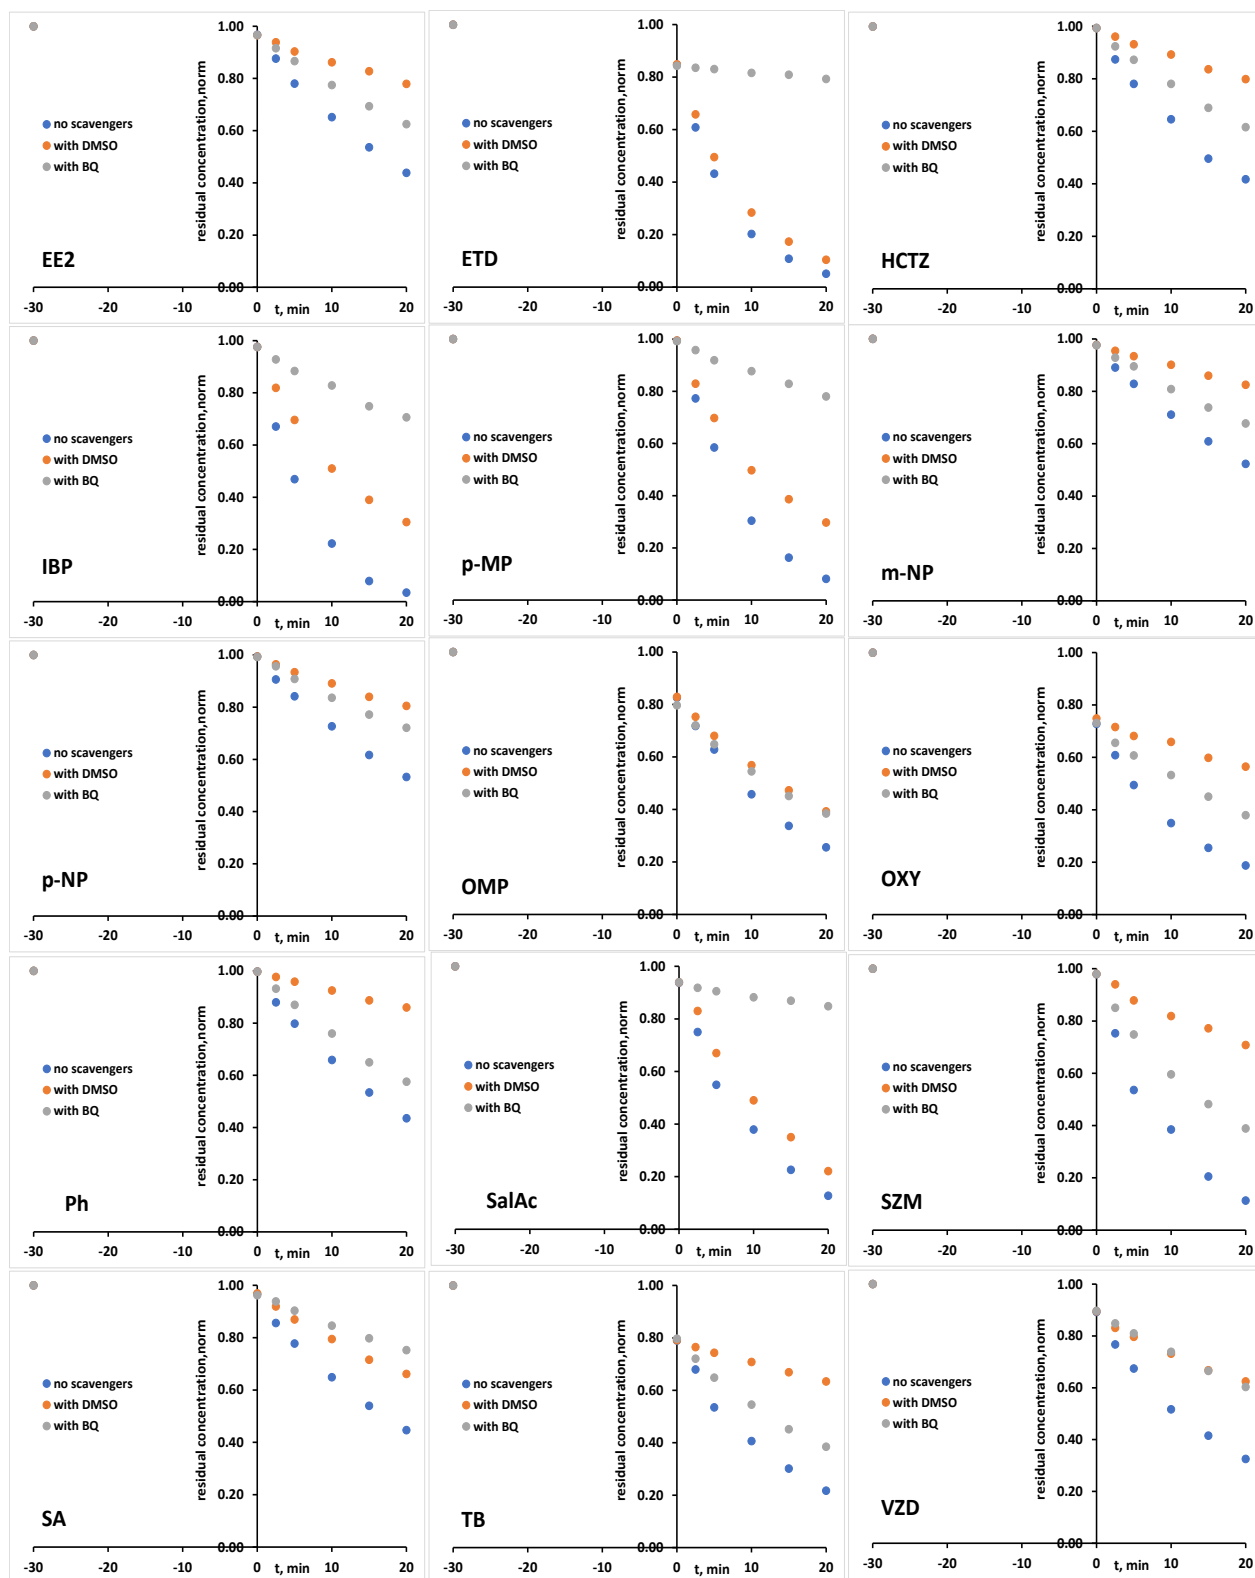 1.00
0.80
0.60
0.40
0.20
0.00
residual concentration,norm
no scavengers
with DMSO
with BQ
EE2
-30 -20 -10 0 t, min 10 20
1.00
0.80
0.60
0.40
0.20
0.00
residual concentration,norm
no scavengers
with DMSO
with BQ
ETD
-30 -20 -10 0 t, min 10 20
1.00
0.80
0.60
0.40
0.20
0.00
residual concentration,norm
no scavengers
with DMSO
with BQ
HCTZ
-30 -20 -10 0 t, min 10 20
1.00
0.80
0.60
0.40
0.20
0.00
residual concentration,norm
no scavengers
with DMSO
with BQ
IBP
-30 -20 -10 0 t, min 10 20
1.00
0.80
0.60
0.40
0.20
0.00
residual concentration,norm
no scavengers
with DMSO
with BQ
p-MP
-30 -20 -10 0 t, min 10 20
1.00
0.80
0.60
0.40
0.20
0.00
residual concentration,norm
no scavengers
with DMSO
with BQ
m-NP
-30 -20 -10 0 t, min 10 20
1.00
0.80
0.60
0.40
0.20
0.00
residual concentration,norm
no scavengers
with DMSO
with BQ
p-NP
-30 -20 -10 0 t, min 10 20
1.00
0.80
0.60
0.40
0.20
0.00
residual concentration,norm
no scavengers
with DMSO
with BQ
OMP
-30 -20 -10 0 t, min 10 20
1.00
0.80
0.60
0.40
0.20
0.00
residual concentration,norm
no scavengers
with DMSO
with BQ
OXY
-30 -20 -10 0 t, min 10 20
1.00
0.80
0.60
0.40
0.20
0.00
residual concentration,norm
no scavengers
with DMSO
with BQ
Ph
-30 -20 -10 0 t, min 10 20
1.00
0.80
0.60
0.40
0.20
0.00
residual concentration,norm
no scavengers
with DMSO
with BQ
SalAc
-30 -20 -10 0 t, min 10 20
1.00
0.80
0.60
0.40
0.20
0.00
residual concentration,norm
no scavengers
with DMSO
with BQ
SZM
-30 -20 -10 0 t, min 10 20
1.00
0.80
0.60
0.40
0.20
0.00
residual concentration,norm
no scavengers
with DMSO
with BQ
SA
-30 -20 -10 0 t, min 10 20
1.00
0.80
0.60
0.40
0.20
0.00
residual concentration,norm
no scavengers
with DMSO
with BQ
TB
-30 -20 -10 0 t, min 10 20
1.00
0.80
0.60
0.40
0.20
0.00
residual concentration,norm
no scavengers
with DMSO
with BQ
VZD
-30 -20 -10 0 t, min 10 20